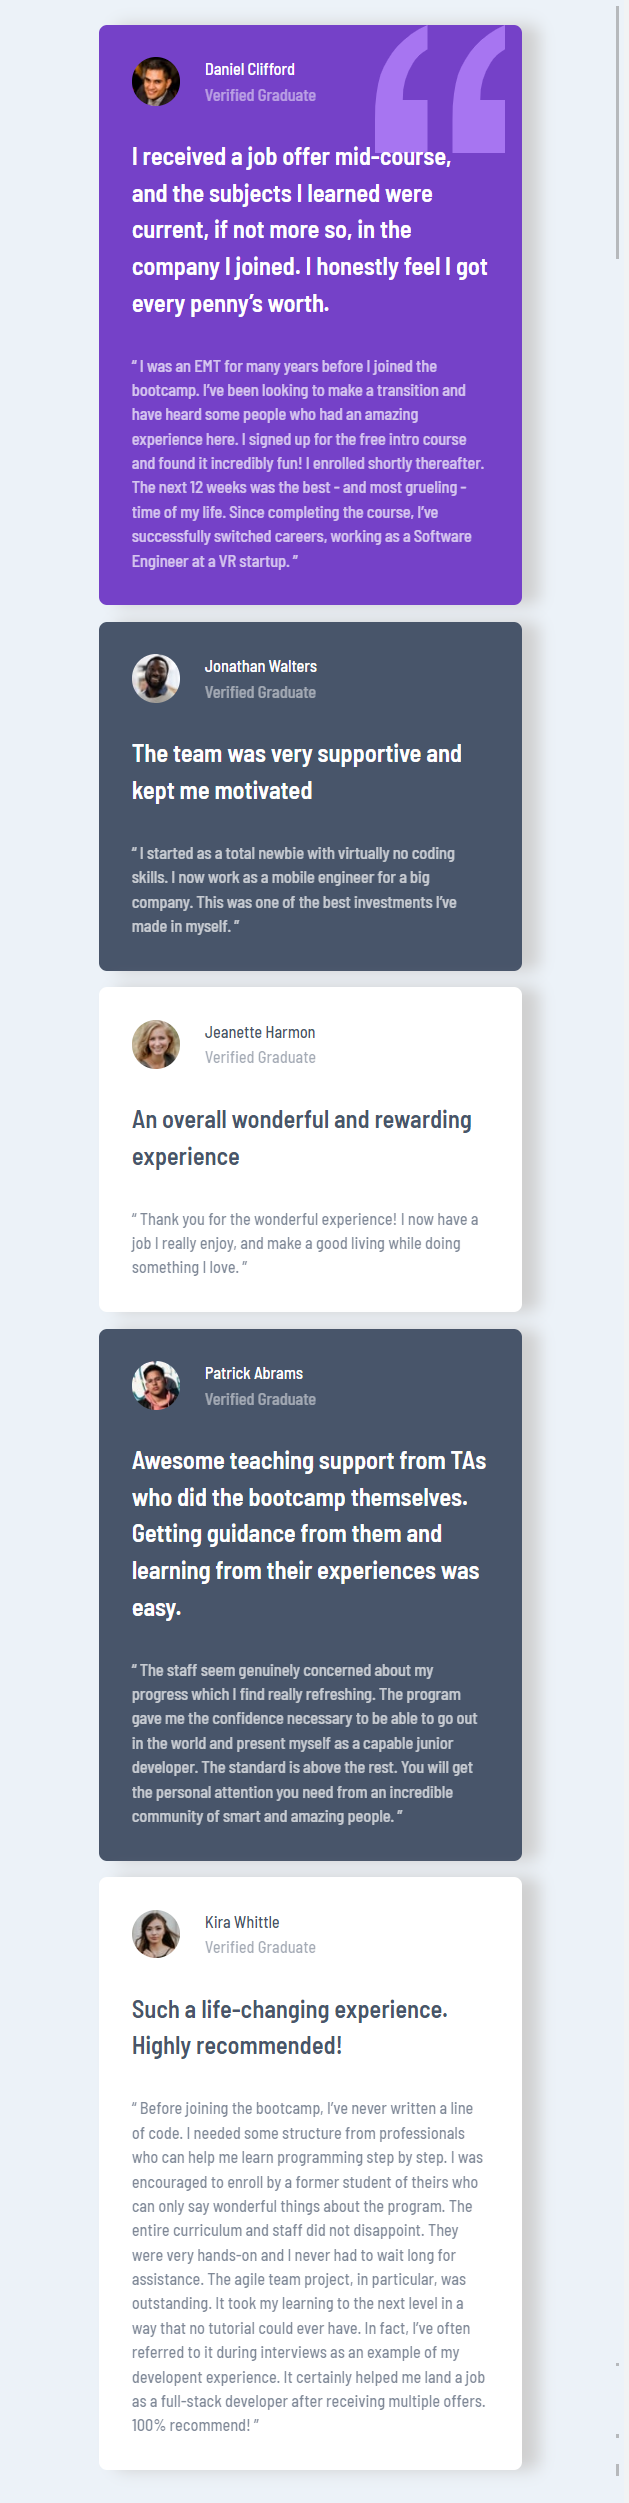 Daniel Clifford
Verified Graduate
I received a job offer mid-course,
and the subjects I learned were
current, if not more so, in the
company I joined. I honestly feel I got
every penny’s worth.
“ I was an EMT for many years before I joined the
bootcamp. I’ve been looking to make a transition and
have heard some people who had an amazing
experience here. I signed up for the free intro course
and found it incredibly fun! I enrolled shortly thereafter.
The next 12 weeks was the best - and most grueling -
time of my life. Since completing the course, I’ve
successfully switched careers, working as a Software
Engineer at a VR startup. ”
Jonathan Walters
Verified Graduate
The team was very supportive and
kept me motivated
“ I started as a total newbie with virtually no coding
skills. I now work as a mobile engineer for a big
company. This was one of the best investments I’ve
made in myself. ”
Jeanette Harmon
Verified Graduate
An overall wonderful and rewarding
experience
“ Thank you for the wonderful experience! I now have a
job I really enjoy, and make a good living while doing
something I love. ”
Patrick Abrams
Verified Graduate
Awesome teaching support from TAs
who did the bootcamp themselves.
Getting guidance from them and
learning from their experiences was
easy.
“ The staff seem genuinely concerned about my
progress which I find really refreshing. The program
gave me the confidence necessary to be able to go out
in the world and present myself as a capable junior
developer. The standard is above the rest. You will get
the personal attention you need from an incredible
community of smart and amazing people. ”
Kira Whittle
Verified Graduate
Such a life-changing experience.
Highly recommended!
“ Before joining the bootcamp, I’ve never written a line
of code. I needed some structure from professionals
who can help me learn programming step by step. I was
encouraged to enroll by a former student of theirs who
can only say wonderful things about the program. The
entire curriculum and staff did not disappoint. They
were very hands-on and I never had to wait long for
assistance. The agile team project, in particular, was
outstanding. It took my learning to the next level in a
way that no tutorial could ever have. In fact, I’ve often
referred to it during interviews as an example of my
developent experience. It certainly helped me land a job
as a full-stack developer after receiving multiple offers.
100% recommend! ”